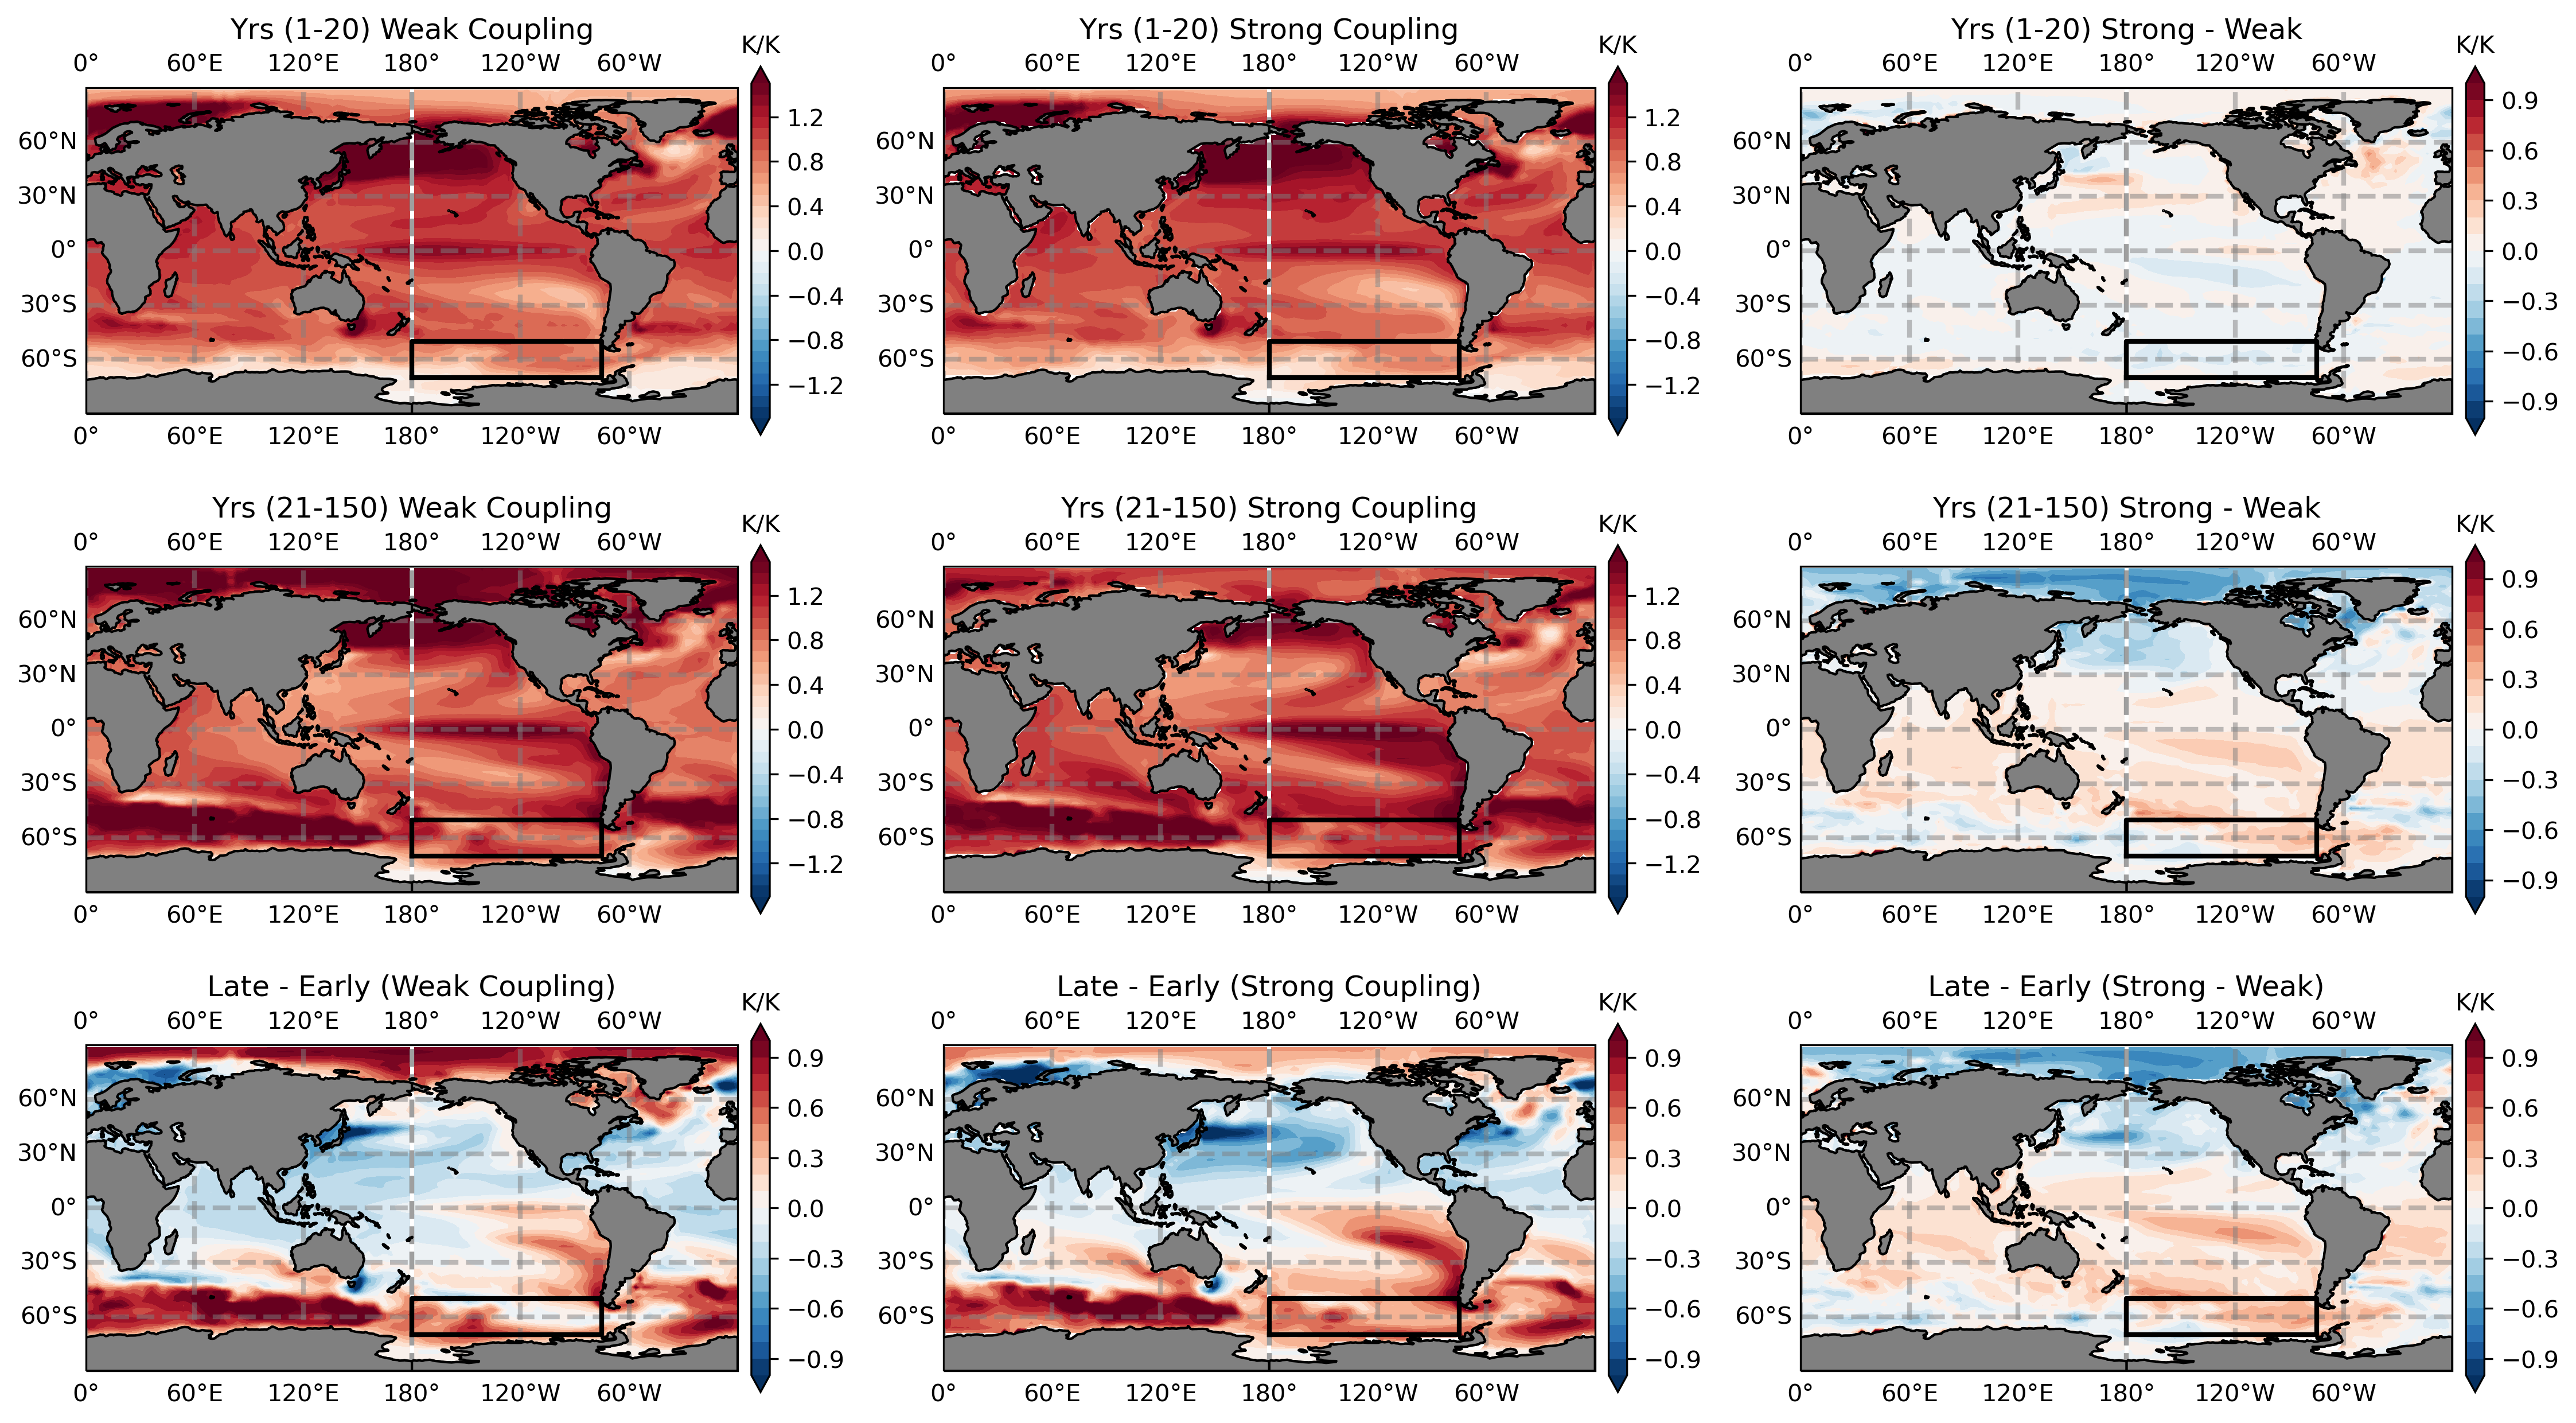 Yrs (1-20) Weak Coupling
K/K
0° 60°E 120°E 180° 120°W 60°W
60°N
30°N
0°
30°S
60°S
0° 60°E 120°E 180° 120°W 60°W
1.2
0.8
0.4
0.0
−0.4
−0.8
−1.2
Yrs (1-20) Strong Coupling
K/K
0° 60°E 120°E 180° 120°W 60°W
60°N
30°N
0°
30°S
60°S
0° 60°E 120°E 180° 120°W 60°W
1.2
0.8
0.4
0.0
−0.4
−0.8
−1.2
Yrs (1-20) Strong - Weak
K/K
0° 60°E 120°E 180° 120°W 60°W
60°N
30°N
0°
30°S
60°S
0° 60°E 120°E 180° 120°W 60°W
0.9
0.6
0.3
0.0
−0.3
−0.6
−0.9
Yrs (21-150) Weak Coupling
K/K
0° 60°E 120°E 180° 120°W 60°W
60°N
30°N
0°
30°S
60°S
0° 60°E 120°E 180° 120°W 60°W
1.2
0.8
0.4
0.0
−0.4
−0.8
−1.2
Yrs (21-150) Strong Coupling
K/K
0° 60°E 120°E 180° 120°W 60°W
60°N
30°N
0°
30°S
60°S
0° 60°E 120°E 180° 120°W 60°W
1.2
0.8
0.4
0.0
−0.4
−0.8
−1.2
Yrs (21-150) Strong - Weak
K/K
0° 60°E 120°E 180° 120°W 60°W
60°N
30°N
0°
30°S
60°S
0° 60°E 120°E 180° 120°W 60°W
0.9
0.6
0.3
0.0
−0.3
−0.6
−0.9
Late - Early (Weak Coupling)
K/K
0° 60°E 120°E 180° 120°W 60°W
60°N
30°N
0°
30°S
60°S
0° 60°E 120°E 180° 120°W 60°W
0.9
0.6
0.3
0.0
−0.3
−0.6
−0.9
Late - Early (Strong Coupling)
K/K
0° 60°E 120°E 180° 120°W 60°W
60°N
30°N
0°
30°S
60°S
0° 60°E 120°E 180° 120°W 60°W
0.9
0.6
0.3
0.0
−0.3
−0.6
−0.9
Late - Early (Strong - Weak)
K/K
0° 60°E 120°E 180° 120°W 60°W
60°N
30°N
0°
30°S
60°S
0° 60°E 120°E 180° 120°W 60°W
0.9
0.6
0.3
0.0
−0.3
−0.6
−0.9